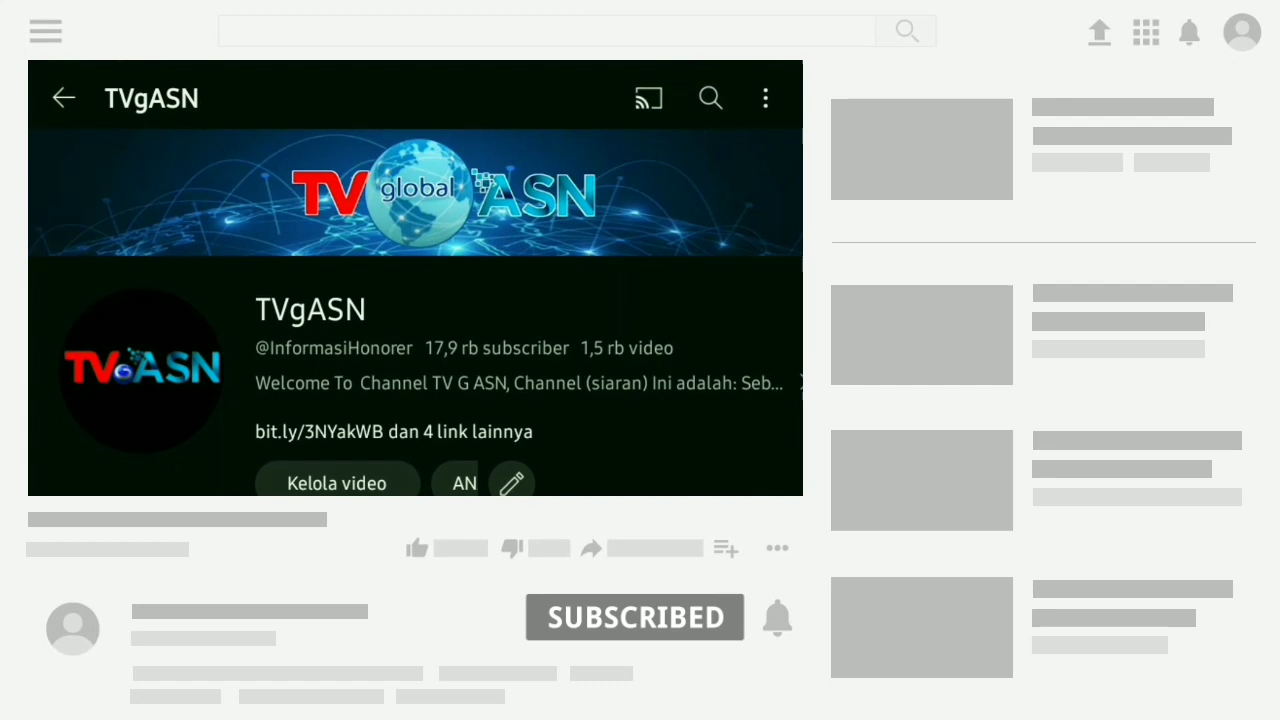 TVgASN
TV global ASN
TVgASN
TVGASN
@InformasiHonorer 17,9 rb subscriber 1,5 rb video
Welcome To Channel TV G ASN, Channel (siaran) Ini adalah: Seb...
bit.ly/3NYakWB dan 4 link lainnya
Kelola video AN
SUBSCRIBED